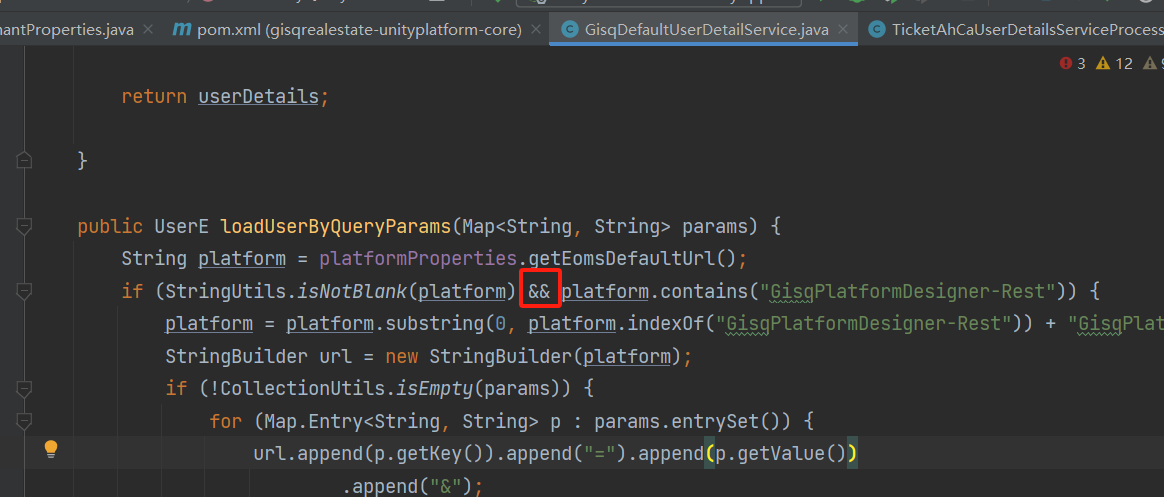 nantProperties.java
pom.xml (gisqrealestate-unityplatform-core)
GisqDefaultUserDetailService.java
TicketAhCaUserDetailsServiceProcess
3 12 9
return userDetails;
}
public UserE loadUserByQueryParams(Map<String, String> params) {
String platform = platformProperties.getEomsDefaultUrl();
if (StringUtils.isNotBlank(platform) && platform.contains("GisqPlatformDesigner-Rest")) {
platform = platform.substring(0, platform.indexOf("GisqPlatformDesigner-Rest")) + "GisqPlat
StringBuilder url = new StringBuilder(platform);
if (!CollectionUtils.isEmpty(params)) {
for (Map.Entry<String, String> p : params.entrySet()) {
url.append(p.getKey()).append("=").append(p.getValue())
.append("&");